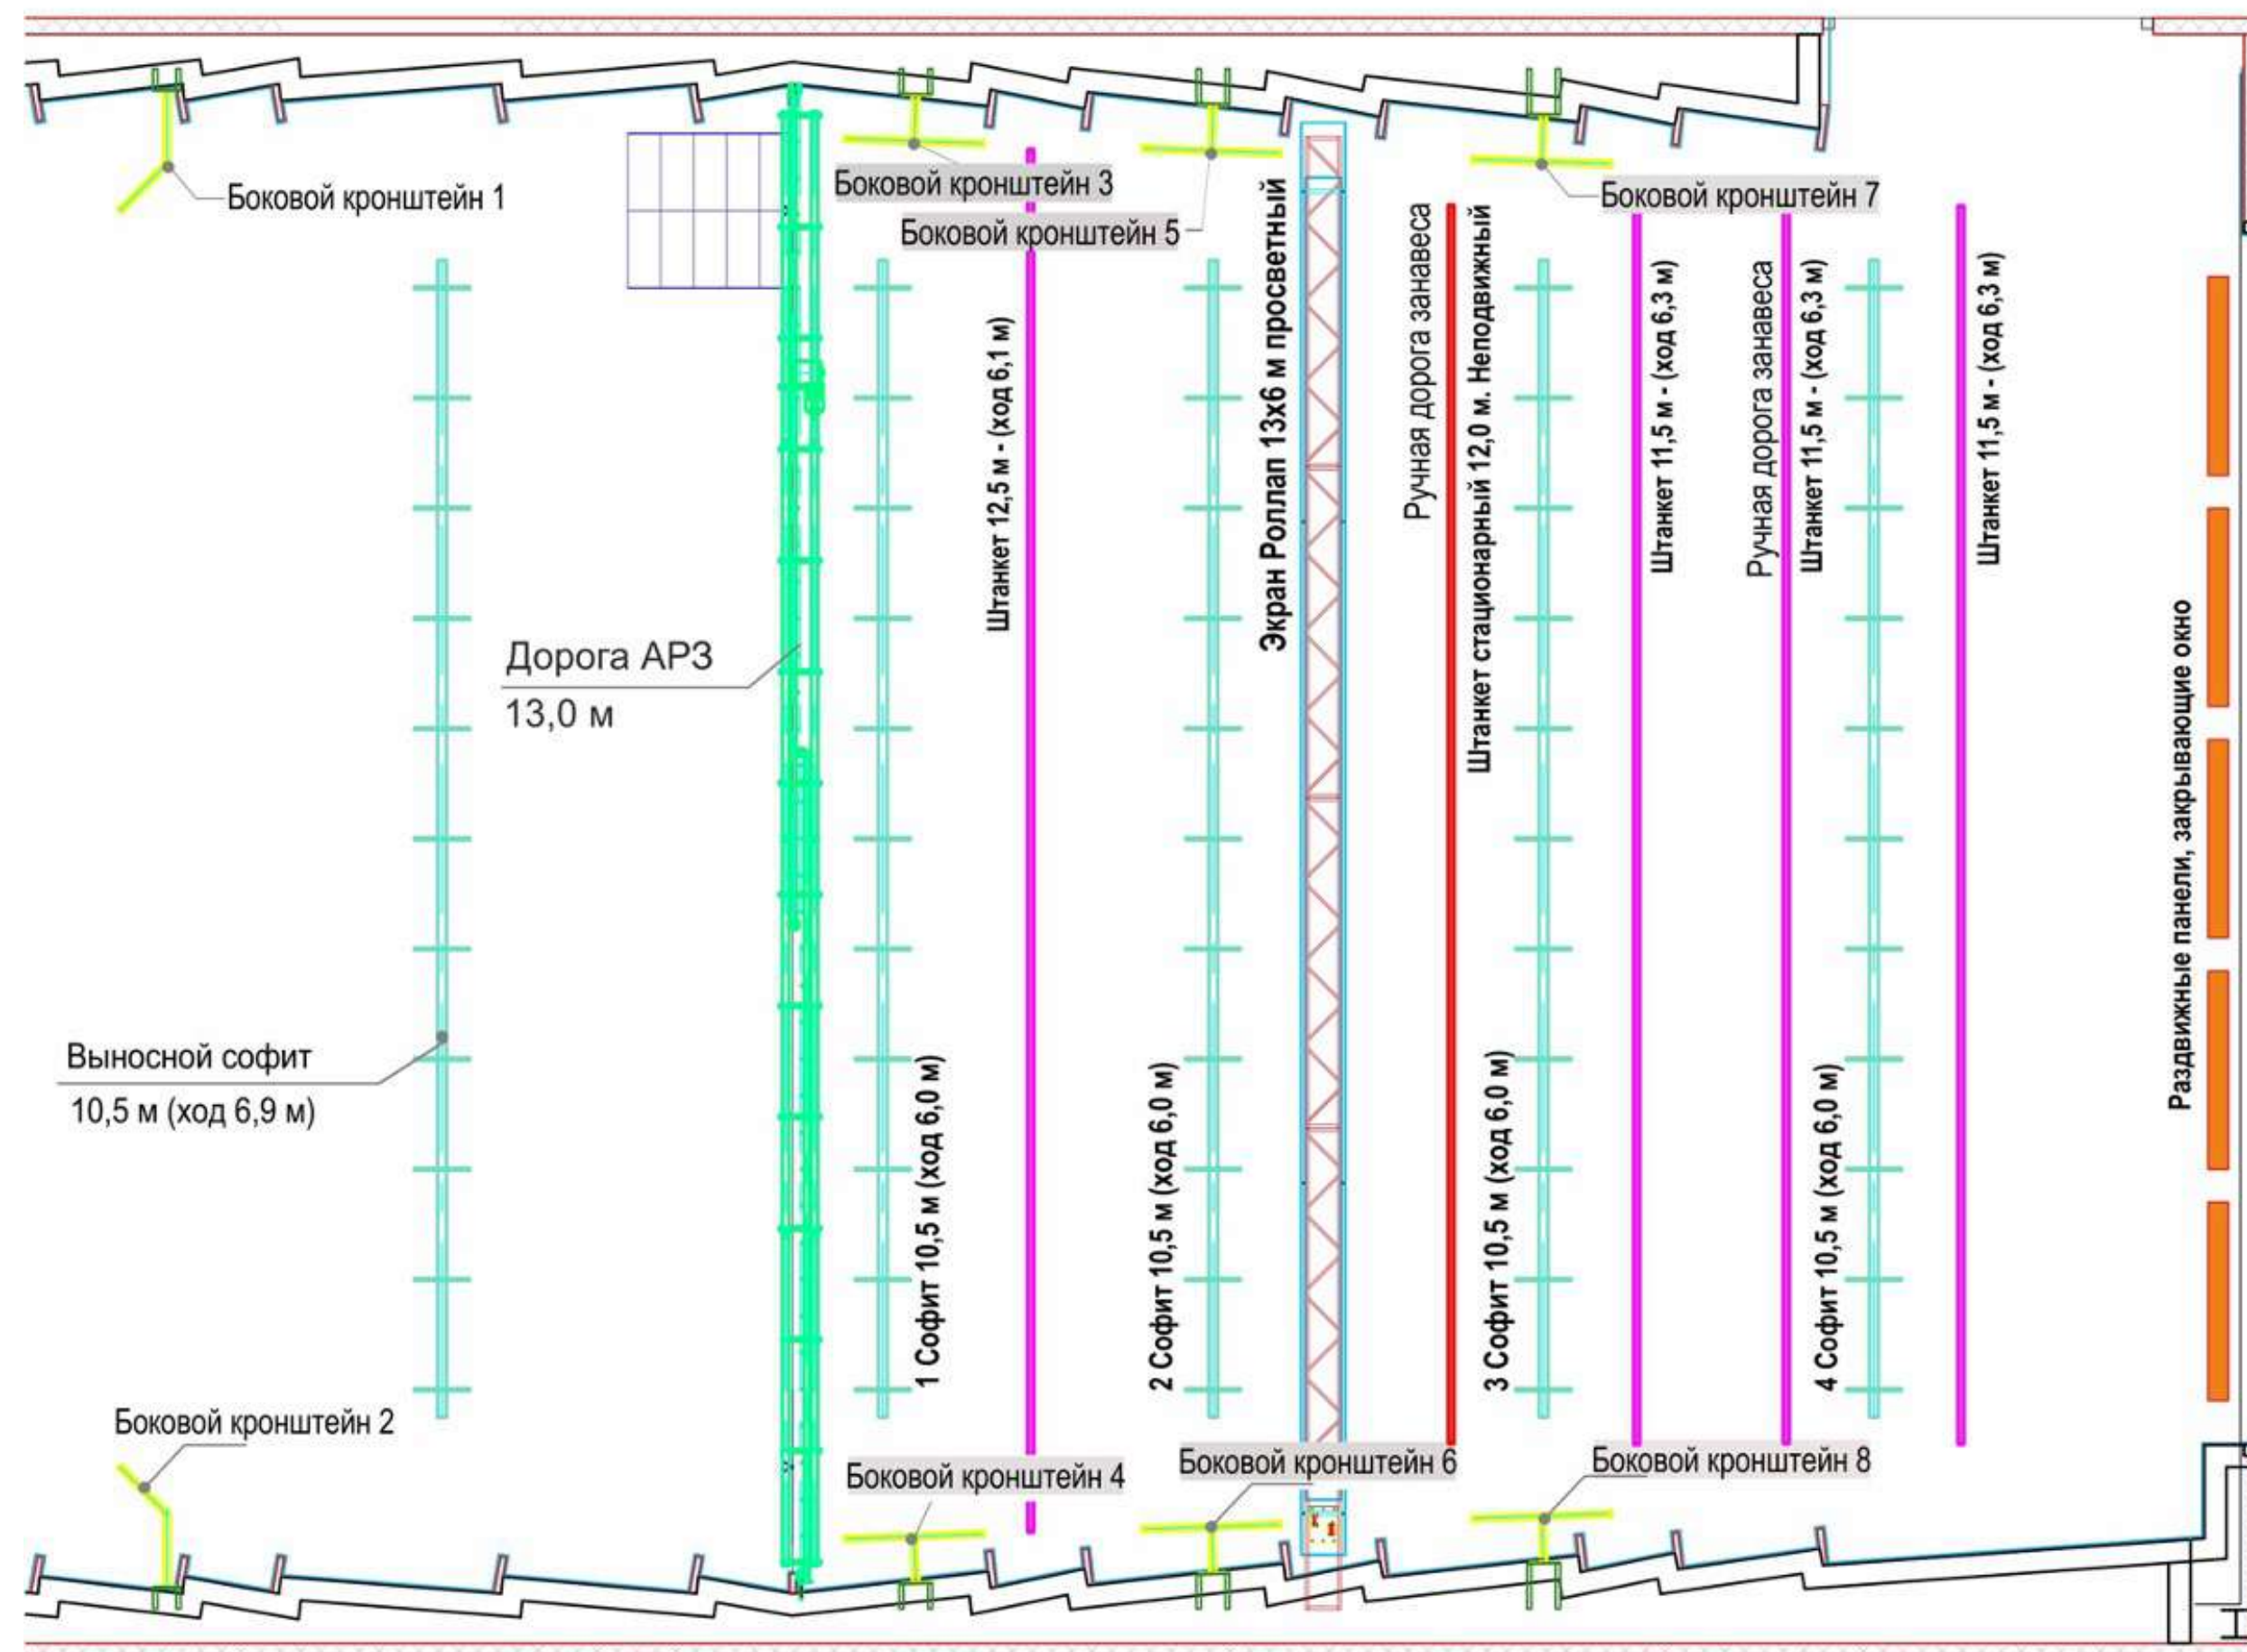 Боковой кронштейн 1
Боковой кронштейн 3
Боковой кронштейн 5
Боковой кронштейн 7
Дорога АРЗ
13,0 м
Выносной софит
10,5 м (ход 6,9 м)
1 Софит 10,5 м (ход 6,0 м)
Штанкет 12,5 м - (ход 6,1 м)
2 Софит 10,5 м (ход 6,0 м)
Экран Роллап 13х6 м просветный
Ручная дорога занавеса
Штанкет стационарный 12,0 м. Неподвижный
3 Софит 10,5 м (ход 6,0 м)
Штанкет 11,5 м - (ход 6,3 м)
Ручная дорога занавеса
Штанкет 11,5 м - (ход 6,3 м)
4 Софит 10,5 м (ход 6,0 м)
Штанкет 11,5 м - (ход 6,3 м)
Раздвижные панели, закрывающие окно
Боковой кронштейн 2
Боковой кронштейн 4
Боковой кронштейн 6
Боковой кронштейн 8